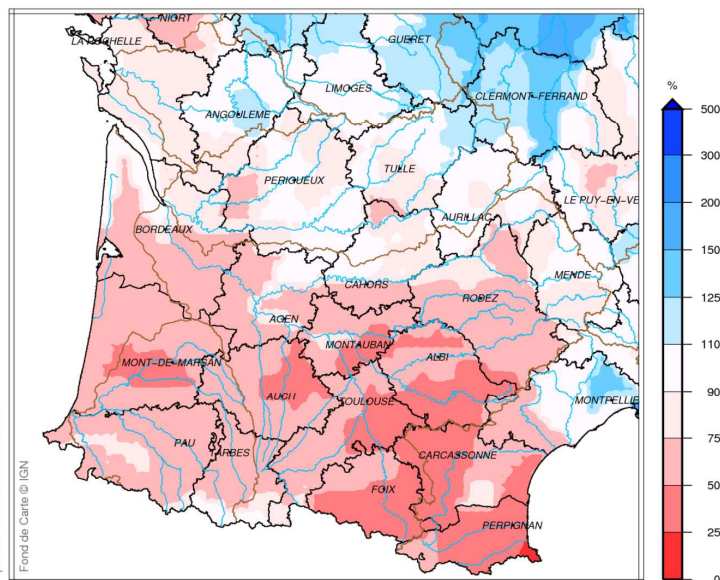 NIORT
LA ROCHELLE
GUERET
LIMOGES
CLERMONT-FERRAND
ANGOULEME
PERIGUEUX
TULLE
LE PUY-EN-VE
AURILLAC
BORDEAUX
MENDE
CAHORS
RODEZ
AGEN
MONTAUBAN
ALBI
MONT-DE-MARSAN
AUCH
TOULOUSE
MONTPELLIE
PAU
TARBES
CARCASSONNE
FOIX
PERPIGNAN
Fond de Carte © IGN
%
500
300
200
150
125
110
90
75
50
25
0